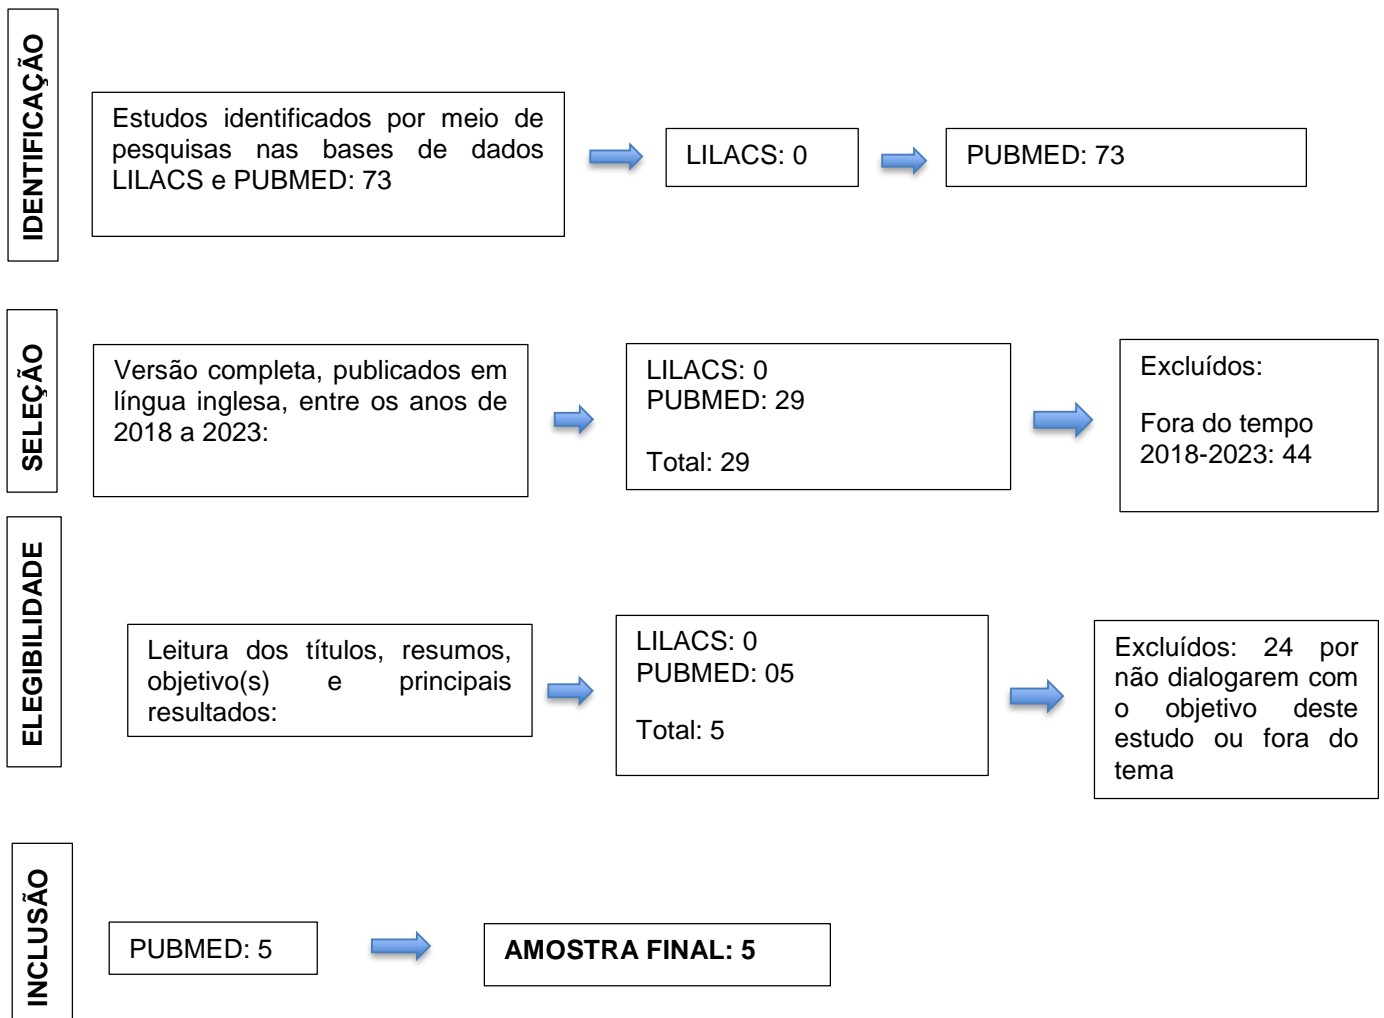 IDENTIFICAÇÃO
Estudos identificados por meio de
pesquisas nas bases de dados
LILACS e PUBMED: 73
LILACS: 0
PUBMED: 73
SELEÇÃO
Versão completa, publicados em
língua inglesa, entre os anos de
2018 a 2023:
LILACS: 0
PUBMED: 29
Total: 29
Excluídos:
Fora do tempo
2018-2023: 44
ELEGIBILIDADE
Leitura dos títulos, resumos,
objetivo(s) e principais
resultados:
LILACS: 0
PUBMED: 05
Total: 5
Excluídos: 24 por
não dialogarem com
o objetivo deste
estudo ou fora do
tema
INCLUSÃO
PUBMED: 5
AMOSTRA FINAL: 5